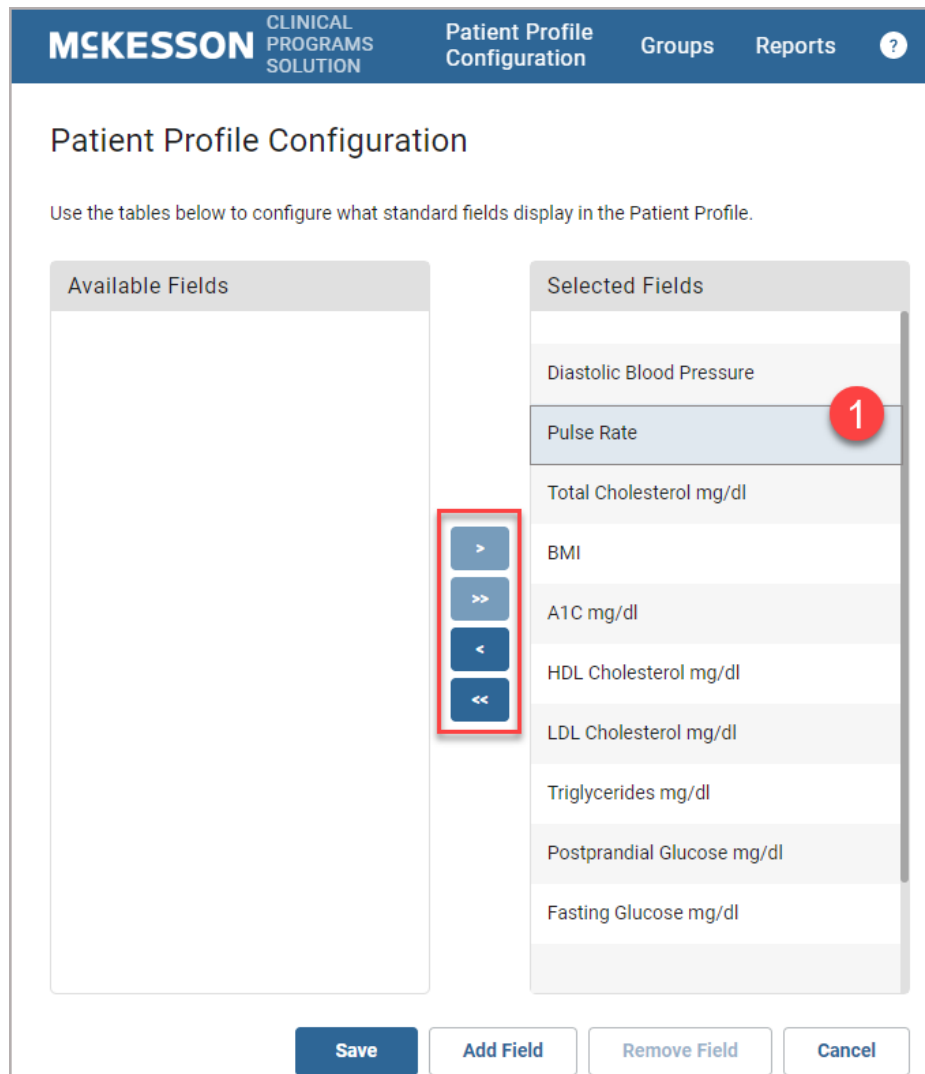 MCKESSON CLINICAL PROGRAMS SOLUTION
Patient Profile Configuration
Groups
Reports
?
Patient Profile Configuration
Use the tables below to configure what standard fields display in the Patient Profile.
Available Fields
Selected Fields
Diastolic Blood Pressure
Pulse Rate
1
Total Cholesterol mg/dl
BMI
A1C mg/dl
HDL Cholesterol mg/dl
LDL Cholesterol mg/dl
Triglycerides mg/dl
Postprandial Glucose mg/dl
Fasting Glucose mg/dl
>
>>
<
<<
Save
Add Field
Remove Field
Cancel